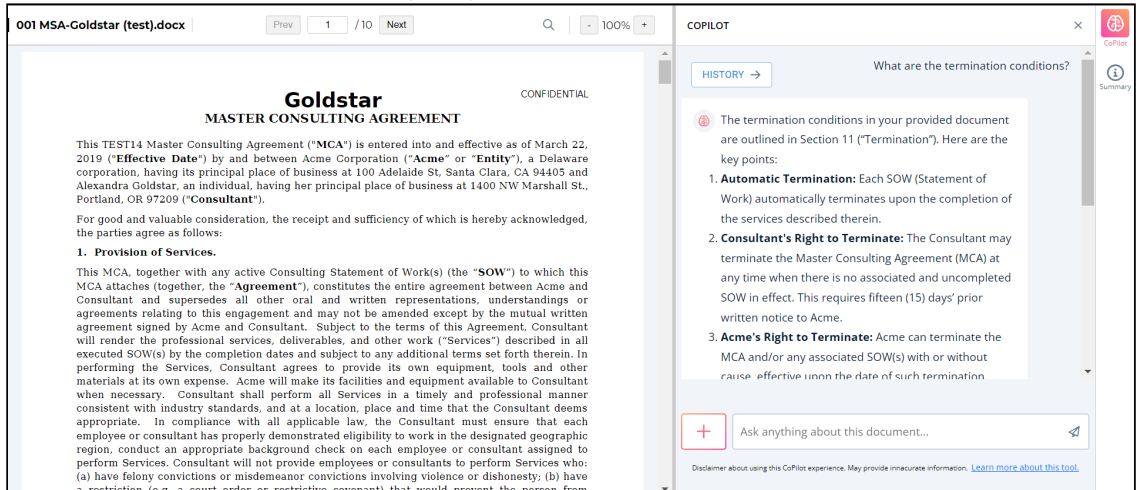 001 MSA-Goldstar (test).docx
Prev 1 / 10 Next
- 100% +
CONFIDENTIAL
Goldstar
MASTER CONSULTING AGREEMENT
This TEST14 Master Consulting Agreement ("MCA") is entered into and effective as of March 22,
2019 ("Effective Date") by and between Acme Corporation (“Acme” or “Entity”), a Delaware
corporation, having its principal place of business at 100 Adelaide St, Santa Clara, CA 94405 and
Alexandra Goldstar, an individual, having her principal place of business at 1400 NW Marshall St.,
Portland, OR 97209 ("Consultant").
For good and valuable consideration, the receipt and sufficiency of which is hereby acknowledged,
the parties agree as follows:
1. Provision of Services.
This MCA, together with any active Consulting Statement of Work(s) (the “SOW”) to which this
MCA attaches (together, the “Agreement”), constitutes the entire agreement between Acme and
Consultant and supersedes all other oral and written representations, understandings or
agreements relating to this engagement and may not be amended except by the mutual written
agreement signed by Acme and Consultant. Subject to the terms of this Agreement, Consultant
will render the professional services, deliverables, and other work (“Services”) described in all
executed SOW(s) by the completion dates and subject to any additional terms set forth therein. In
performing the Services, Consultant agrees to provide its own equipment, tools and other
materials at its own expense. Acme will make its facilities and equipment available to Consultant
when necessary. Consultant shall perform all Services in a timely and professional manner
consistent with industry standards, and at a location, place and time that the Consultant deems
appropriate. In compliance with all applicable law, the Consultant must ensure that each
employee or consultant has properly demonstrated eligibility to work in the designated geographic
region, conduct an appropriate background check on each employee or consultant assigned to
perform Services. Consultant will not provide employees or consultants to perform Services who:
(a) have felony convictions or misdemeanor convictions involving violence or dishonesty; (b) have
a restriction (e.g. a court order or restrictive covenant) that would prevent the person from
COPILOT
HISTORY →
What are the termination conditions?
The termination conditions in your provided document
are outlined in Section 11 (“Termination”). Here are the
key points:
1. Automatic Termination: Each SOW (Statement of
Work) automatically terminates upon the completion of
the services described therein.
2. Consultant's Right to Terminate: The Consultant may
terminate the Master Consulting Agreement (MCA) at
any time when there is no associated and uncompleted
SOW in effect. This requires fifteen (15) days’ prior
written notice to Acme.
3. Acme's Right to Terminate: Acme can terminate the
MCA and/or any associated SOW(s) with or without
cause, effective upon the date of such termination
Ask anything about this document...
Disclaimer about using this CoPilot experience. May provide innacurate information. Learn more about this tool.
CoPilot
Summary